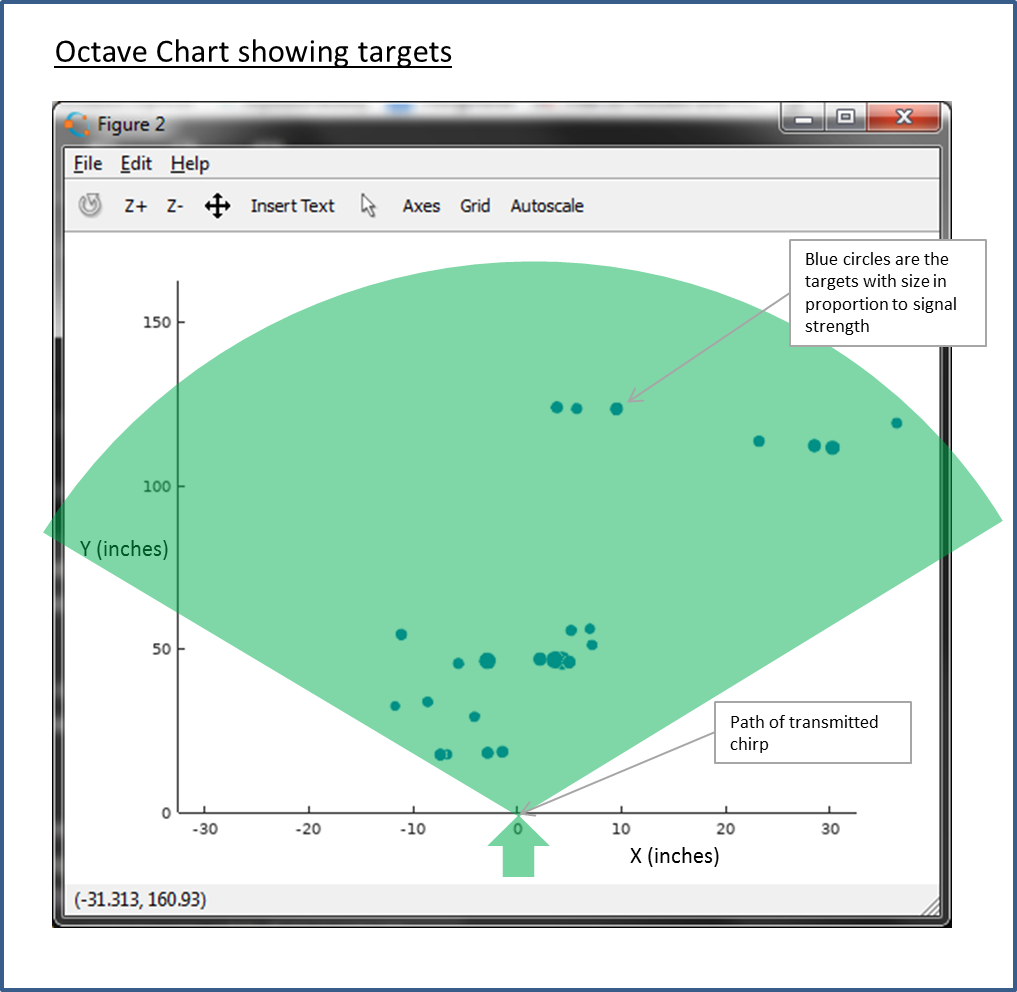 Octave Chart showing targets
Figure 2
File Edit Help
Z+ Z- Insert Text Axes Grid Autoscale
Blue circles are the
targets with size in
proportion to signal
strength
150
100
Y (inches)
50
Path of transmitted
chirp
0
-30 -20 -10 0 10 20 30
X (inches)
(-31.313, 160.93)